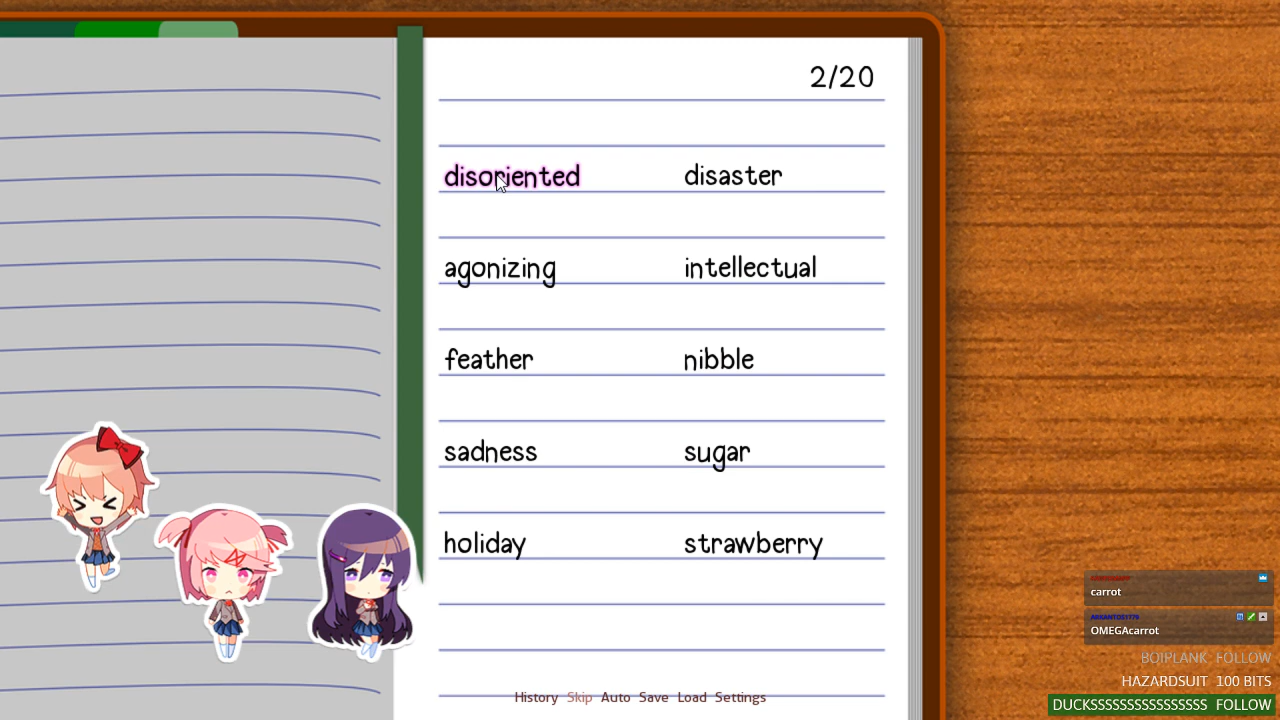 2/20
disoriented disaster
agonizing intellectual
feather nibble
sadness sugar
holiday strawberry
carrot
OMEGAcarrot
BOIPLANK FOLLOW
HAZARDSUIT 100 BITS
DUCKSSSSSSSSSSSSSSSS FOLLOW
History Skip Auto Save Load Settings